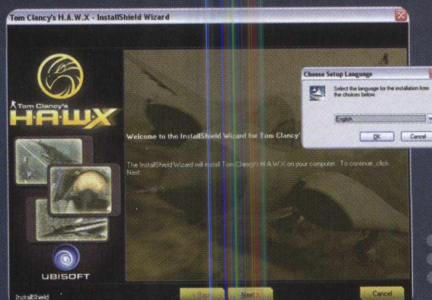 Tom Clancy's H.A.W.X - InstallShield Wizard
Tom Clancy's
H.A.W.X
UBISOFT
Welcome to the InstallShield Wizard for Tom Clancy'
The InstallShield Wizard will install Tom Clancy's H.A.W.X on your computer. To continue, click
Next.
InstallShield
Next >
Cancel
Choose Setup Language
Select the language for the installation from
the choices below.
English
OK
Cancel